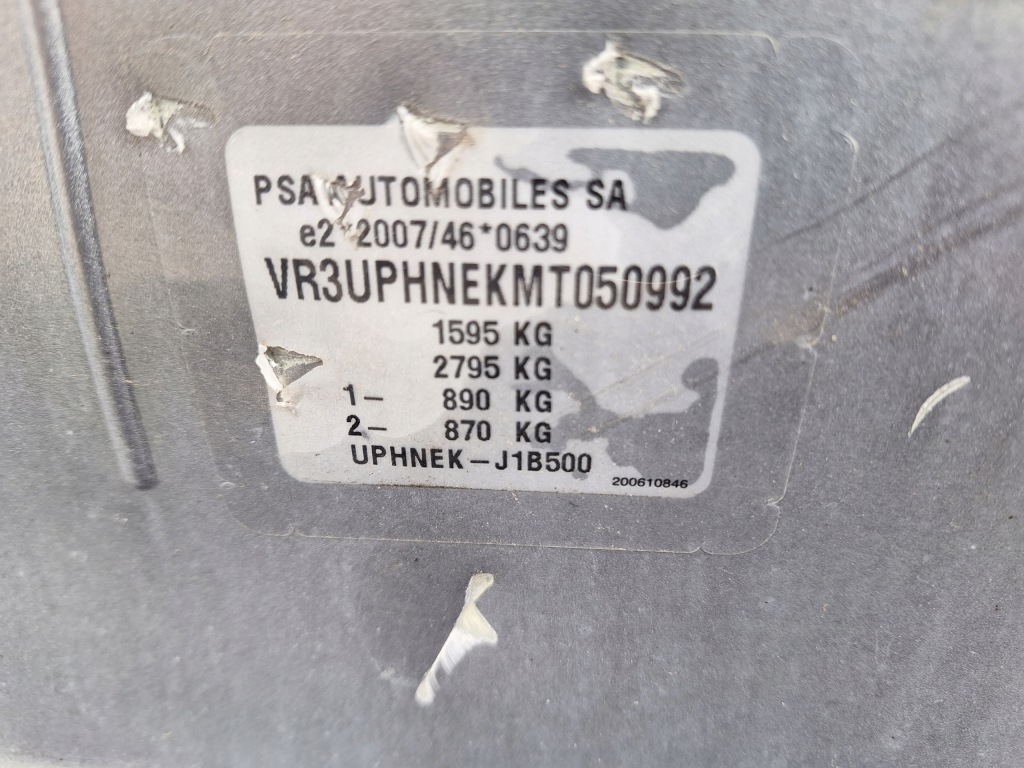 PSA AUTOMOBILES SA
e2*2007/46*0639
VR3UPHNEKMT050992
1595 KG
2795 KG
1- 890 KG
2- 870 KG
UPHNEK-J1B500
200610846